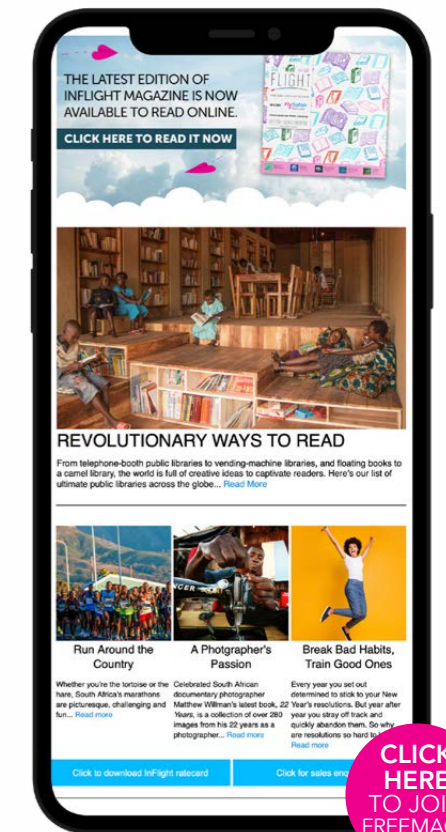 THE LATEST EDITION OF
INFLIGHT MAGAZINE IS NOW
AVAILABLE TO READ ONLINE.
CLICK HERE TO READ IT NOW
FLIGHT
REVOLUTIONARY WAYS TO READ
From telephone-booth public libraries to vending-machine libraries, and floating books to
a camel library, the world is full of creative ideas to captivate readers. Here's our list of
ultimate public libraries across the globe... Read More
Run Around the
Country
Whether you're the tortoise or the
hare, South Africa's marathons
are picturesque, challenging and
fun... Read more
A Photgrapher's
Passion
Celebrated South African
documentary photographer
Matthew Willman's latest book, 22
Years, is a collection of over 280
images from his 22 years as a
photographer... Read more
Break Bad Habits,
Train Good Ones
Every year you set out
determined to stick to your New
Year's resolutions. But year after
year you stray off track and
quickly abandon them. So why
are resolutions so hard to
Read more
Click to download InFlight ratecard
Click for sales enq
CLICK
HERE
TO JOI
FREEMAG